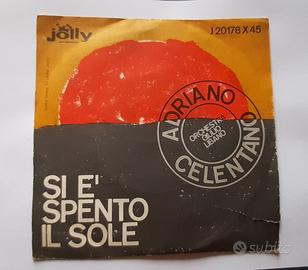 jolly
J 20178 X 45
ADRIANO
ORCHESTRA
GIULIO
LIBANO
CELENTANO
SI E'
SPENTO
IL SOLE
subito